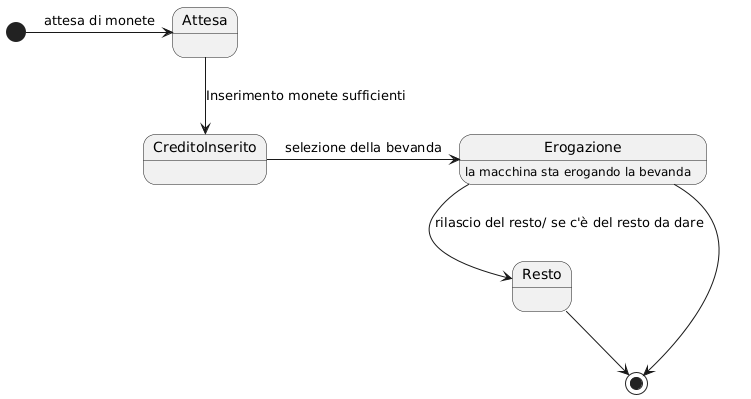 attesa di monete
Attesa
Inserimento monete sufficienti
CreditoInserito
selezione della bevanda
Erogazione
la macchina sta erogando la bevanda
rilascio del resto/ se c'è del resto da dare
Resto